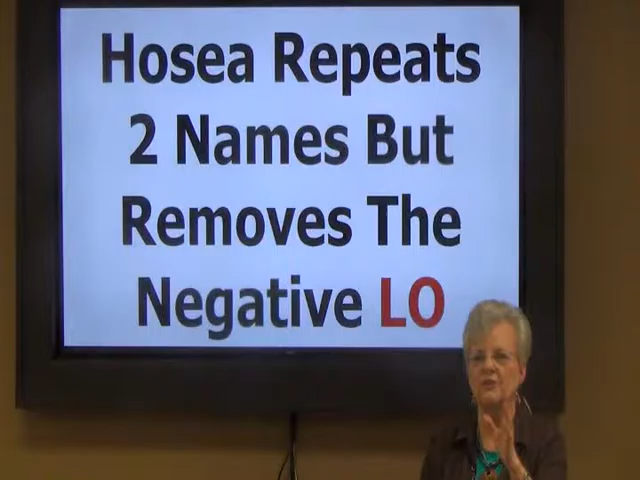 Hosea Repeats
2 Names But
Removes The
Negative LO